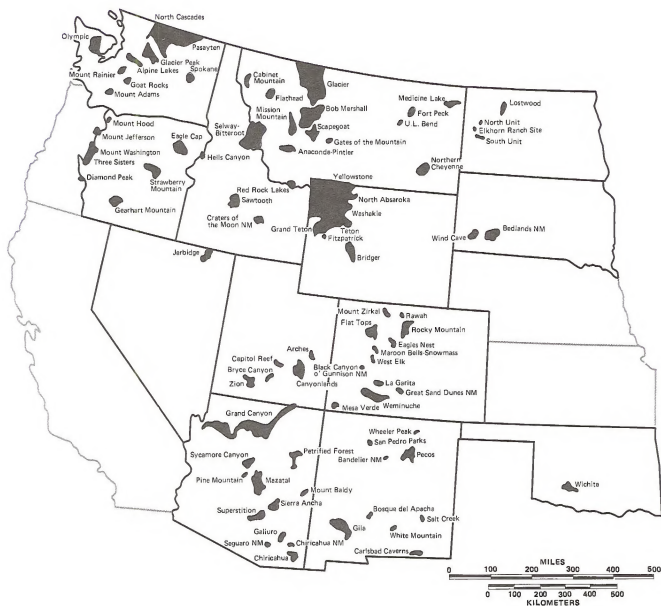 North Cascades
Olympic
Pasayten
Glacier Peak
Alpine Lakes
Spokane
Mount Rainier
Goat Rocks
Mount Adams
Mount Hood
Mount Jefferson
Eagle Cap
Mount Washington
Three Sisters
Hells Canyon
Diamond Peak
Strawberry
Mountain
Gearhart Mountain
Cabinet
Mountain
Glacier
Flathead
Mission
Mountain
Bob Marshall
Selway-
Bitterroot
Scapegoat
Gates of the Mountain
Anaconda-Pintler
Medicine Lake
Fort Peck
U.L. Bend
Northern
Cheyenne
Lostwood
North Unit
Elkhorn Ranch Site
South Unit
Red Rock Lakes
Sawtooth
Craters of
the Moon NM
Yellowstone
North Absaroka
Washakie
Grand Teton
Teton
Fitzpatrick
Bridger
Wind Cave
Bedlands NM
Jarbidge
Mount Zirkal
Rawah
Flat Tops
Rocky Mountain
Eagles Nest
Maroon Bells-Snowmass
West Elk
Arches
Capitol Reef
Black Canyon
o' Gunnison NM
Bryce Canyon
Zion
Canyonlands
La Garita
Great Sand Dunes NM
Weminuche
Mesa Verde
Grand Canyon
Wheeler Peak
San Pedro Parks
Petrified Forest
Bandelier NM
Pecos
Sycamore Canyon
Pine Mountain
Mazatal
Mount Baldy
Wichita
Sierra Ancha
Superstition
Bosque del Apacha
Salt Creek
Galiuro
Gila
White Mountain
Seguaro NM
Chiricahua NM
Chiricahua
Carlsbad Caverns
MILES
0 100 200 300 400 500
0 100 200 300 400 500
KILOMETERS